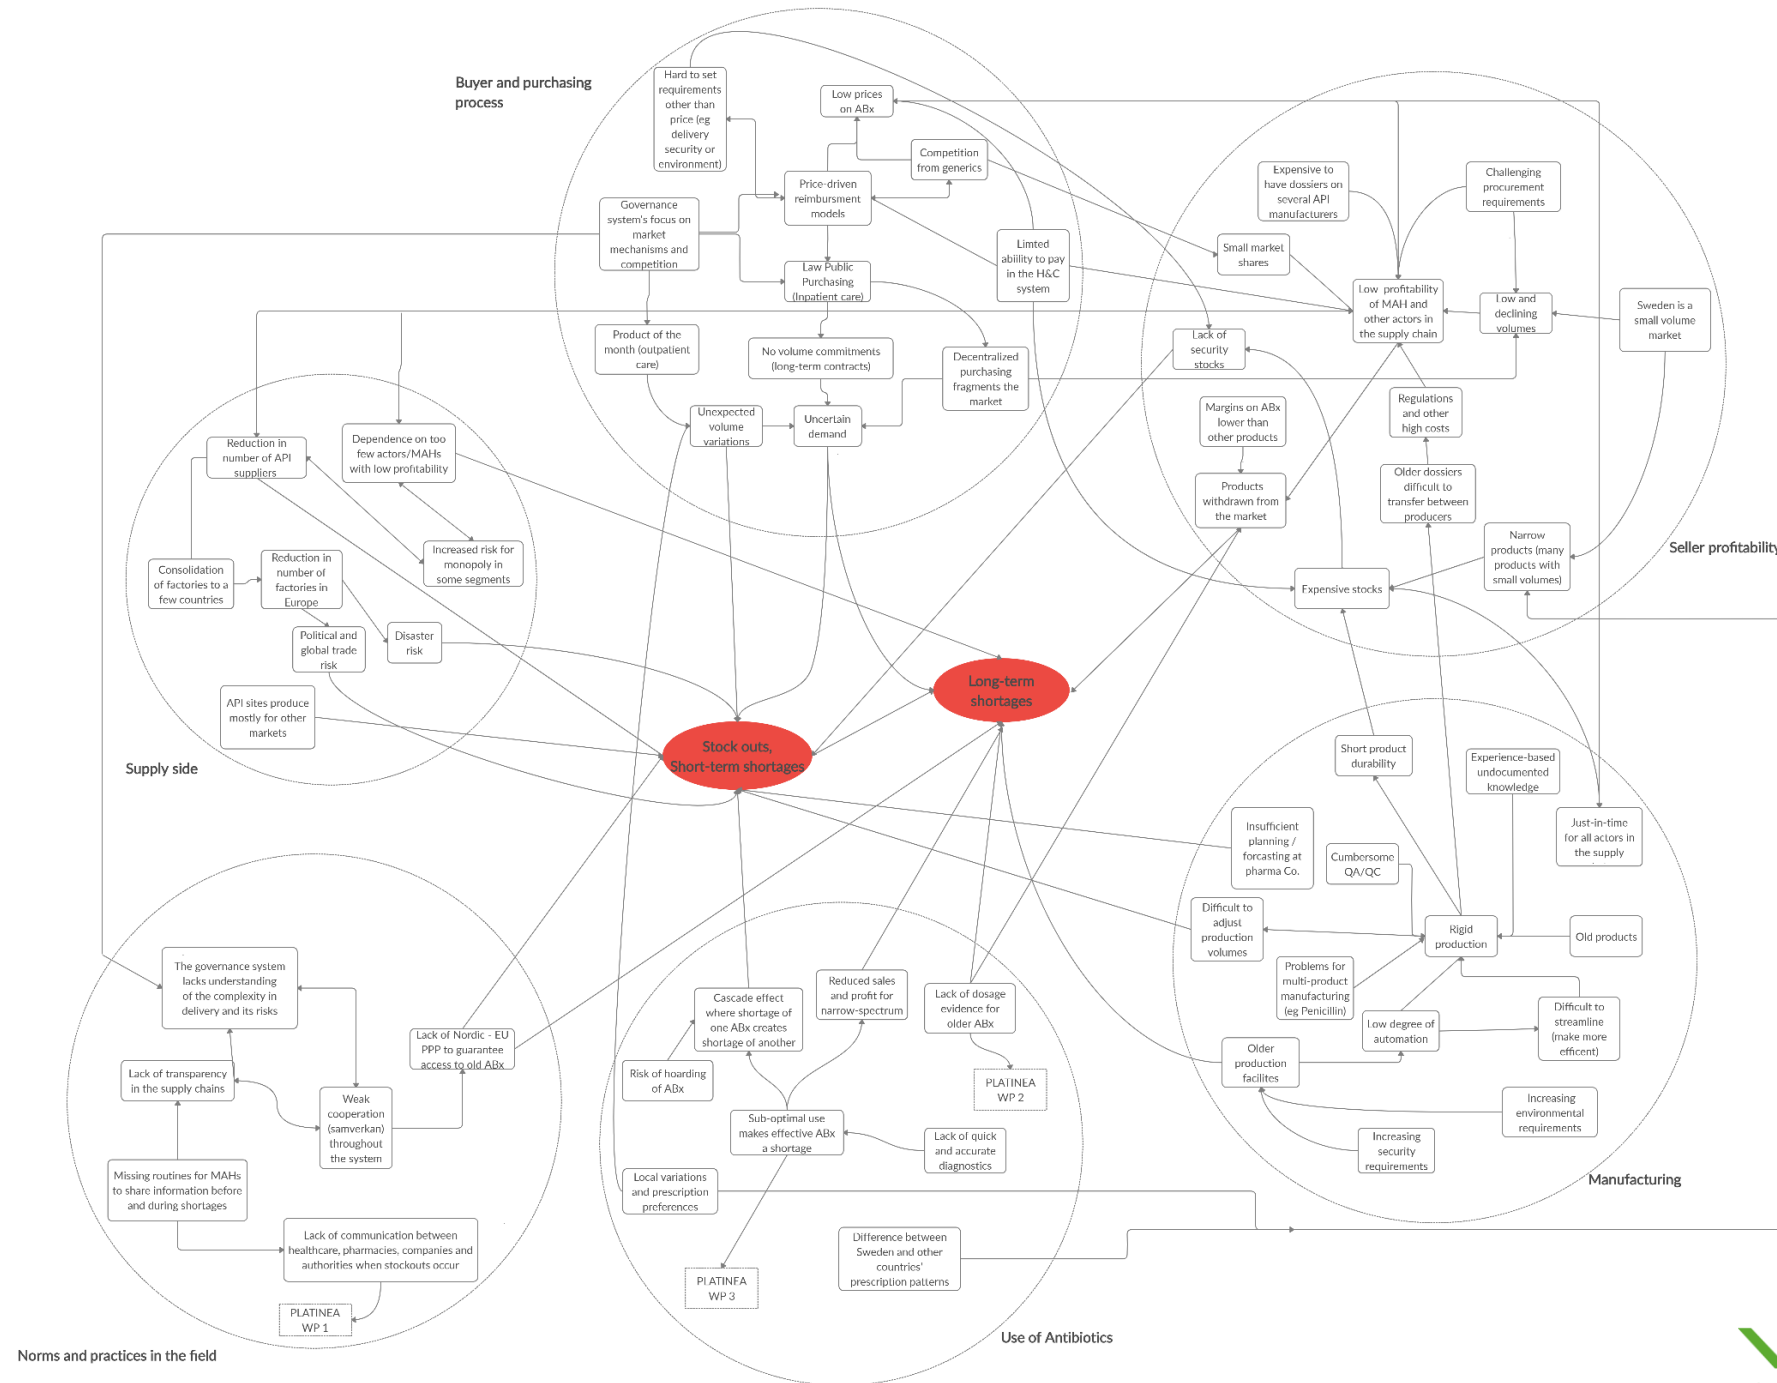 Buyer and purchasing
process
Hard to set
requirements
other than
price (eg
delivery
security or
environment)
Low prices
on ABx
Competition
from generics
Price-driven
reimbursment
models
Governance
system's focus on
market
mechanisms and
competition
Limted
abiility to pay
in the H&C
system
Law Public
Purchasing
(Inpatient care)
Product of the
month (outpatient
care)
No volume commitments
(long-term contracts)
Decentralized
purchasing
fragments the
market
Unexpected
volume
variations
Uncertain
demand
Expensive to
have dossiers on
several API
manufacturers
Challenging
procurement
requirements
Small market
shares
Low profitability
of MAH and
other actors in
the supply chain
Low and
declining
volumes
Sweden is a
small volume
market
Lack of
security
stocks
Margins on ABx
lower than
other products
Regulations
and other
high costs
Products
withdrawn from
the market
Older dossiers
difficult to
transfer between
producers
Narrow
products (many
products with
small volumes)
Expensive stocks
Seller profitability
Reduction in
number of API
suppliers
Dependence on too
few actors/MAHs
with low profitability
Consolidation
of factories to a
few countries
Reduction in
number of
factories in
Europe
Increased risk for
monopoly in
some segments
Political and
global trade
risk
Disaster
risk
API sites produce
mostly for other
markets
Supply side
Long-term
shortages
Stock outs,
Short-term shortages
Short product
durability
Experience-based
undocumented
knowledge
Insufficient
planning /
forcasting at
pharma Co.
Just-in-time
for all actors in
the supply
Cumbersome
QA/QC
Difficult to
adjust
production
volumes
Rigid
production
Old products
Problems for
multi-product
manufacturing
(eg Penicillin)
Low degree of
automation
Difficult to
streamline
(make more
efficent)
Older
production
facilites
Increasing
environmental
requirements
Increasing
security
requirements
Manufacturing
The governance system
lacks understanding
of the complexity in
delivery and its risks
Lack of Nordic - EU
PPP to guarantee
access to old ABx
Lack of transparency
in the supply chains
Weak
cooperation
(samverkan)
throughout
the system
Missing routines for MAHs
to share information before
and during shortages
Lack of communication between
healthcare, pharmacies, companies and
authorities when stockouts occur
PLATINEA
WP 1
Norms and practices in the field
Cascade effect
where shortage of
one ABx creates
shortage of another
Reduced sales
and profit for
narrow-spectrum
Lack of dosage
evidence for
older ABx
Risk of hoarding
of ABx
PLATINEA
WP 2
Sub-optimal use
makes effective ABx
a shortage
Lack of quick
and accurate
diagnostics
Local variations
and prescription
preferences
Difference between
Sweden and other
countries'
prescription patterns
PLATINEA
WP 3
Use of Antibiotics